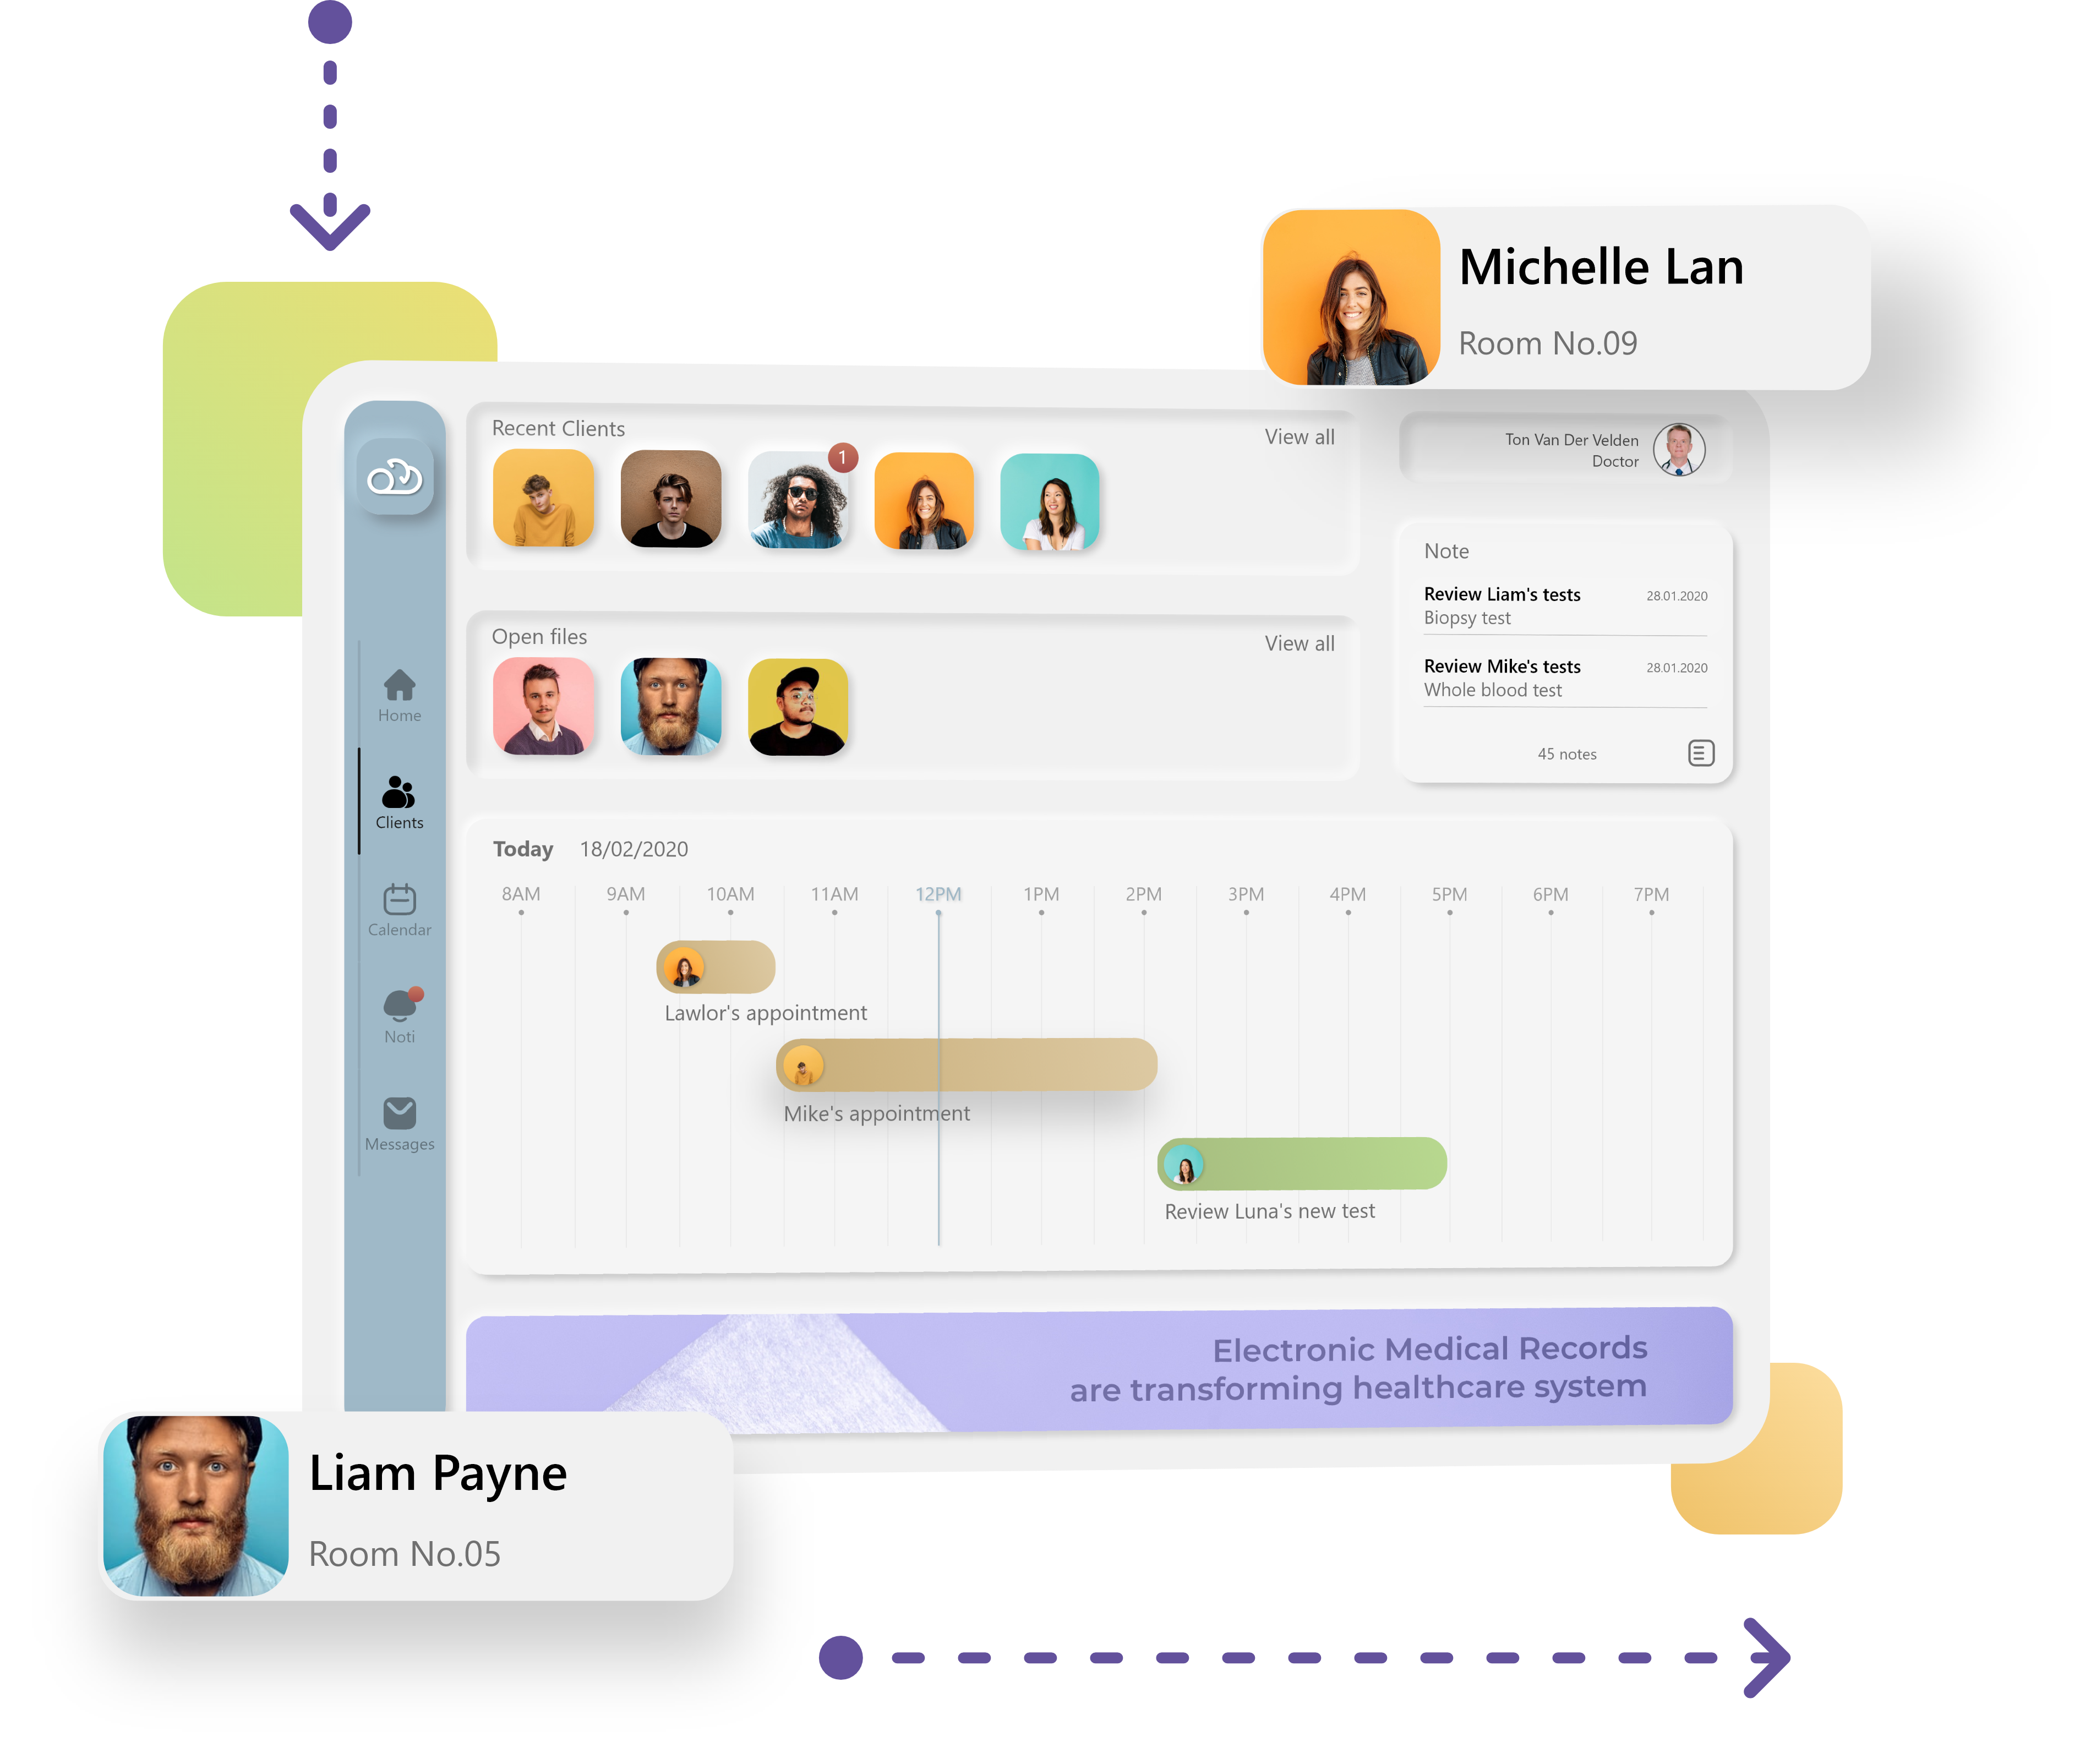 Michelle Lan
Room No.09
Recent Clients
View all
1
Ton Van Der Velden
Doctor
Open files
View all
Note
Review Liam's tests 28.01.2020
Biopsy test
Review Mike's tests 28.01.2020
Whole blood test
45 notes
Home
Clients
Calendar
Noti
Messages
Today 18/02/2020
8AM 9AM 10AM 11AM 12PM 1PM 2PM 3PM 4PM 5PM 6PM 7PM
Lawlor's appointment
Mike's appointment
Review Luna's new test
Electronic Medical Records
are transforming healthcare system
Liam Payne
Room No.05